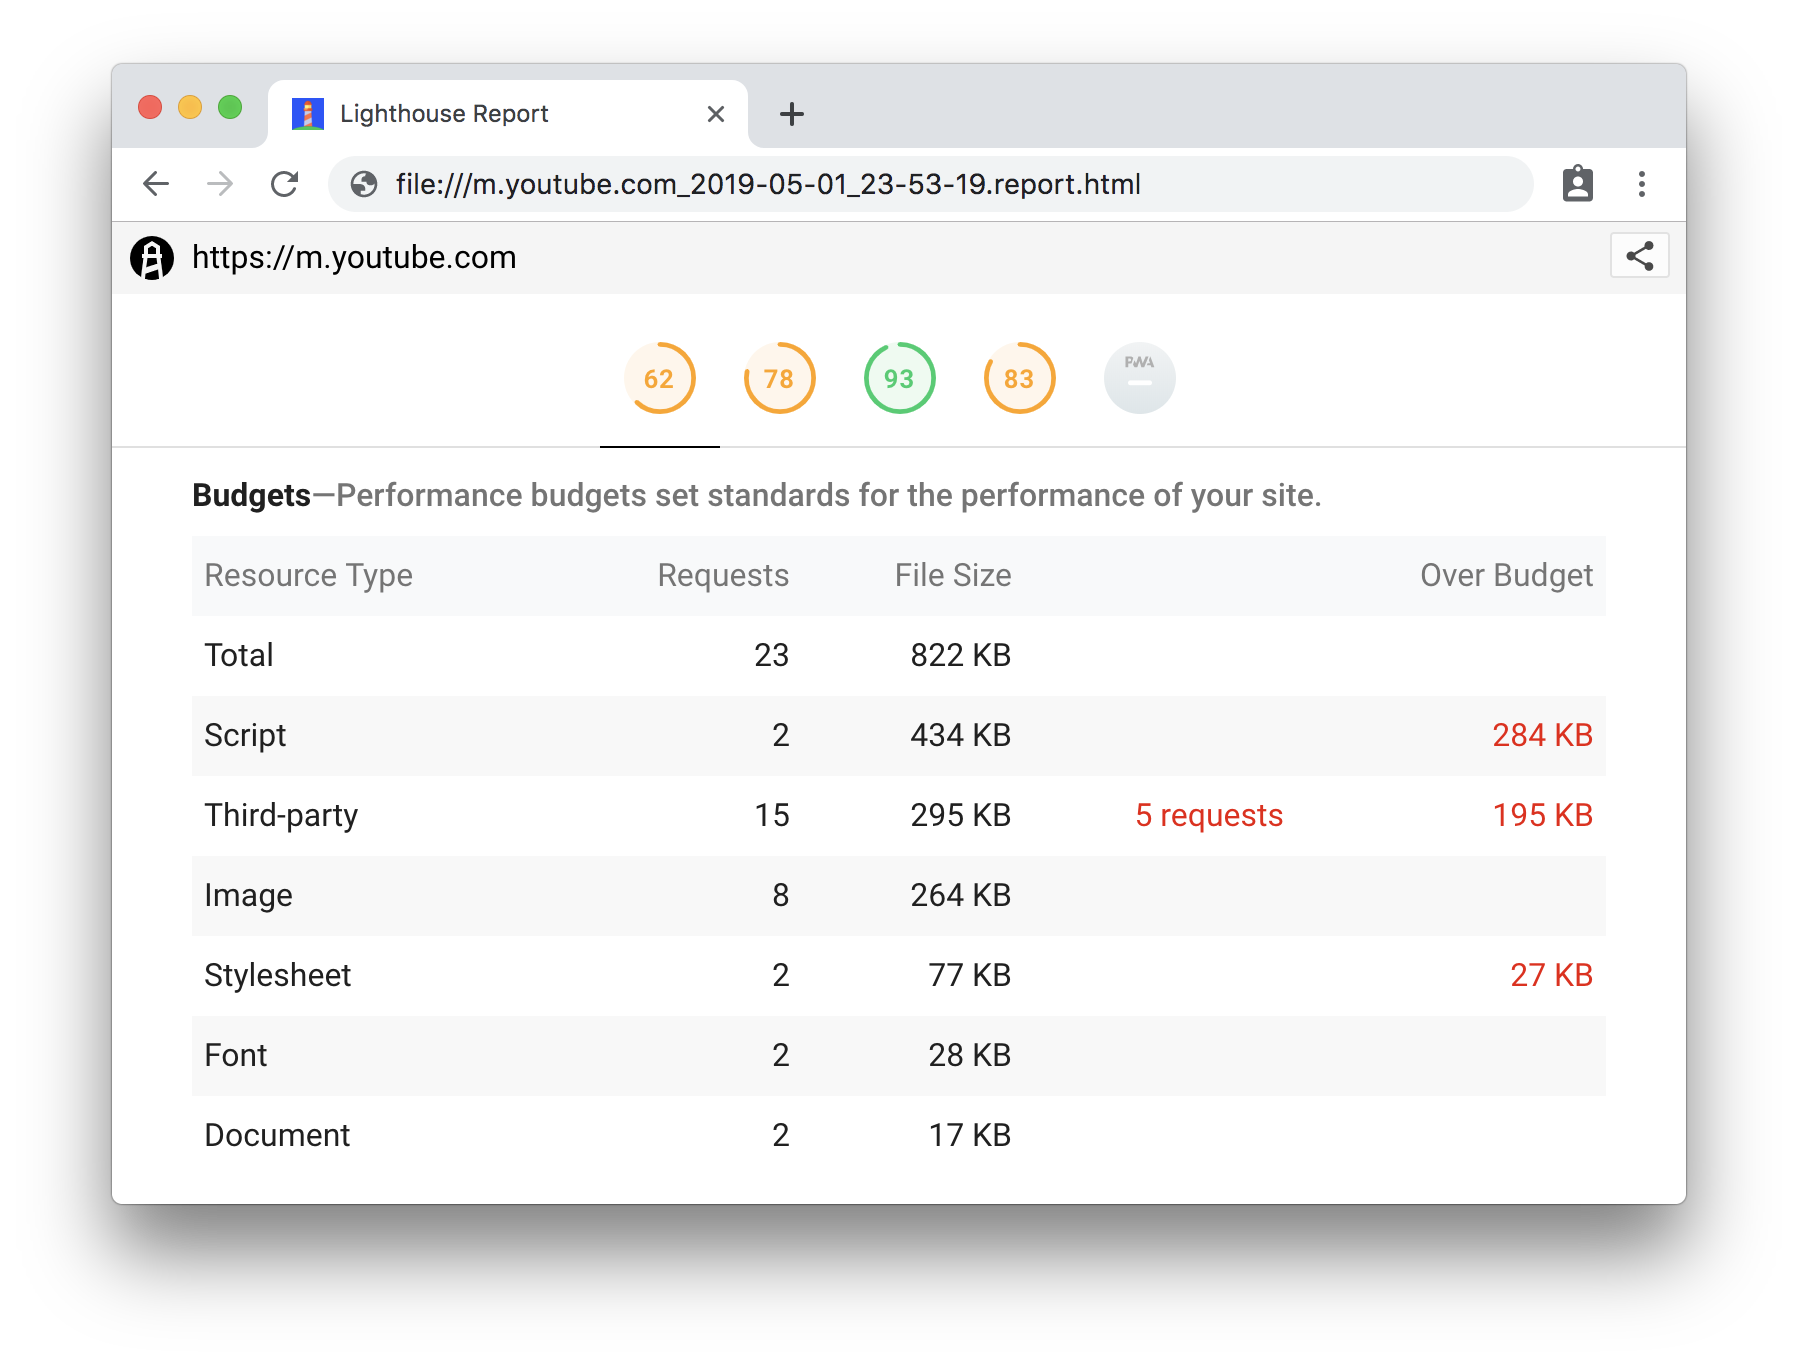 Lighthouse Report
file:///m.youtube.com_2019-05-01_23-53-19.report.html
https://m.youtube.com
62 78 93 83 PWA
Budgets—Performance budgets set standards for the performance of your site.
Resource Type Requests File Size Over Budget
Total 23 822 KB
Script 2 434 KB 284 KB
Third-party 15 295 KB 5 requests 195 KB
Image 8 264 KB
Stylesheet 2 77 KB 27 KB
Font 2 28 KB
Document 2 17 KB